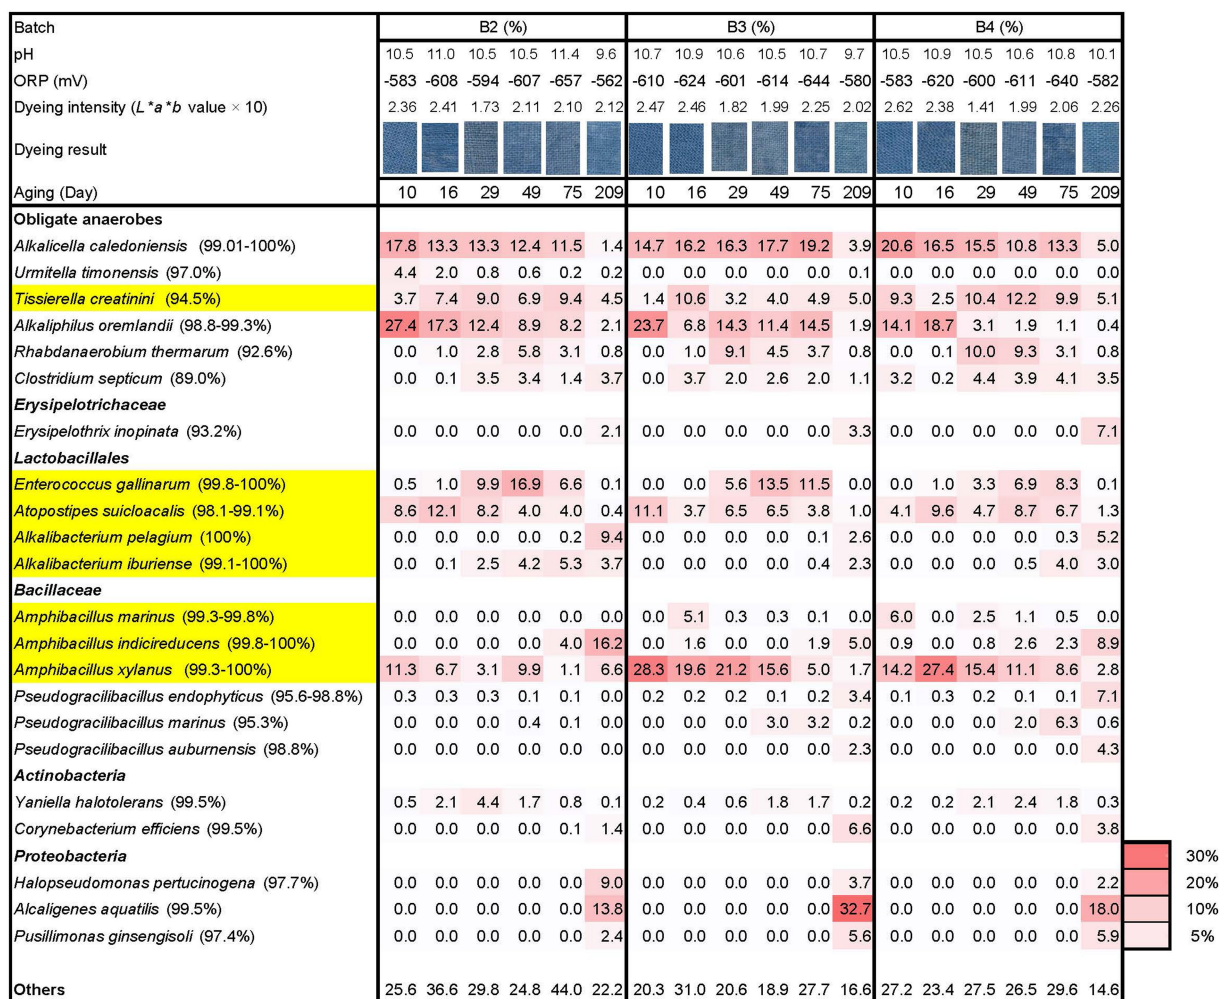 Batch B2 (%) B3 (%) B4 (%)
pH 10.5 11.0 10.5 10.5 11.4 9.6 10.7 10.9 10.6 10.5 10.7 9.7 10.5 10.9 10.5 10.6 10.8 10.1
ORP (mV) -583 -608 -594 -607 -657 -562 -610 -624 -601 -614 -644 -580 -583 -620 -600 -611 -640 -582
Dyeing intensity (L*a*b value × 10) 2.36 2.41 1.73 2.11 2.10 2.12 2.47 2.46 1.82 1.99 2.25 2.02 2.62 2.38 1.41 1.99 2.06 2.26
Dyeing result
Aging (Day) 10 16 29 49 75 209 10 16 29 49 75 209 10 16 29 49 75 209
Obligate anaerobes
Alkalicella caledoniensis (99.01-100%) 17.8 13.3 13.3 12.4 11.5 1.4 14.7 16.2 16.3 17.7 19.2 3.9 20.6 16.5 15.5 10.8 13.3 5.0
Urmitella timonensis (97.0%) 4.4 2.0 0.8 0.6 0.2 0.2 0.0 0.0 0.0 0.0 0.0 0.1 0.0 0.0 0.0 0.0 0.0 0.0
Tissierella creatinini (94.5%) 3.7 7.4 9.0 6.9 9.4 4.5 1.4 10.6 3.2 4.0 4.9 5.0 9.3 2.5 10.4 12.2 9.9 5.1
Alkaliphilus oremlandii (98.8-99.3%) 27.4 17.3 12.4 8.9 8.2 2.1 23.7 6.8 14.3 11.4 14.5 1.9 14.1 18.7 3.1 1.9 1.1 0.4
Rhabdanaerobium thermarum (92.6%) 0.0 1.0 2.8 5.8 3.1 0.8 0.0 1.0 9.1 4.5 3.7 0.8 0.0 0.1 10.0 9.3 3.1 0.8
Clostridium septicum (89.0%) 0.0 0.1 3.5 3.4 1.4 3.7 0.0 3.7 2.0 2.6 2.0 1.1 3.2 0.2 4.4 3.9 4.1 3.5
Erysipelotrichaceae
Erysipelothrix inopinata (93.2%) 0.0 0.0 0.0 0.0 0.0 2.1 0.0 0.0 0.0 0.0 0.0 3.3 0.0 0.0 0.0 0.0 0.0 7.1
Lactobacillales
Enterococcus gallinarum (99.8-100%) 0.5 1.0 9.9 16.9 6.6 0.1 0.0 0.0 5.6 13.5 11.5 0.0 0.0 1.0 3.3 6.9 8.3 0.1
Atopostipes suicloacalis (98.1-99.1%) 8.6 12.1 8.2 4.0 4.0 0.4 11.1 3.7 6.5 6.5 3.8 1.0 4.1 9.6 4.7 8.7 6.7 1.3
Alkalibacterium pelagium (100%) 0.0 0.0 0.0 0.0 0.2 9.4 0.0 0.0 0.0 0.0 0.1 2.6 0.0 0.0 0.0 0.0 0.3 5.2
Alkalibacterium iburiense (99.1-100%) 0.0 0.1 2.5 4.2 5.3 3.7 0.0 0.0 0.0 0.0 0.4 2.3 0.0 0.0 0.0 0.5 4.0 3.0
Bacillaceae
Amphibacillus marinus (99.3-99.8%) 0.0 0.0 0.0 0.0 0.0 0.0 0.0 5.1 0.3 0.3 0.1 0.0 6.0 0.0 2.5 1.1 0.5 0.0
Amphibacillus indicireducens (99.8-100%) 0.0 0.0 0.0 0.0 4.0 16.2 0.0 1.6 0.0 0.0 1.9 5.0 0.9 0.0 0.8 2.6 2.3 8.9
Amphibacillus xylanus (99.3-100%) 11.3 6.7 3.1 9.9 1.1 6.6 28.3 19.6 21.2 15.6 5.0 1.7 14.2 27.4 15.4 11.1 8.6 2.8
Pseudogracilibacillus endophyticus (95.6-98.8%) 0.3 0.3 0.3 0.1 0.1 0.0 0.2 0.2 0.2 0.1 0.2 3.4 0.1 0.3 0.2 0.1 0.1 7.1
Pseudogracilibacillus marinus (95.3%) 0.0 0.0 0.0 0.4 0.1 0.0 0.0 0.0 0.0 3.0 3.2 0.2 0.0 0.0 0.0 2.0 6.3 0.6
Pseudogracilibacillus auburnensis (98.8%) 0.0 0.0 0.0 0.0 0.0 0.0 0.0 0.0 0.0 0.0 0.0 2.3 0.0 0.0 0.0 0.0 0.0 4.3
Actinobacteria
Yaniella halotolerans (99.5%) 0.5 2.1 4.4 1.7 0.8 0.1 0.2 0.4 0.6 1.8 1.7 0.2 0.2 0.2 2.1 2.4 1.8 0.3
Corynebacterium efficiens (99.5%) 0.0 0.0 0.0 0.0 0.1 1.4 0.0 0.0 0.0 0.0 0.0 6.6 0.0 0.0 0.0 0.0 0.0 3.8
Proteobacteria 30%
Halopseudomonas pertucinogena (97.7%) 0.0 0.0 0.0 0.0 0.0 9.0 0.0 0.0 0.0 0.0 0.0 3.7 0.0 0.0 0.0 0.0 0.0 2.2 20%
Alcaligenes aquatilis (99.5%) 0.0 0.0 0.0 0.0 0.0 13.8 0.0 0.0 0.0 0.0 0.0 32.7 0.0 0.0 0.0 0.0 0.0 18.0 10%
Pusillimonas ginsengisoli (97.4%) 0.0 0.0 0.0 0.0 0.0 2.4 0.0 0.0 0.0 0.0 0.0 5.6 0.0 0.0 0.0 0.0 0.0 5.9 5%
Others 25.6 36.6 29.8 24.8 44.0 22.2 20.3 31.0 20.6 18.9 27.7 16.6 27.2 23.4 27.5 26.5 29.6 14.6